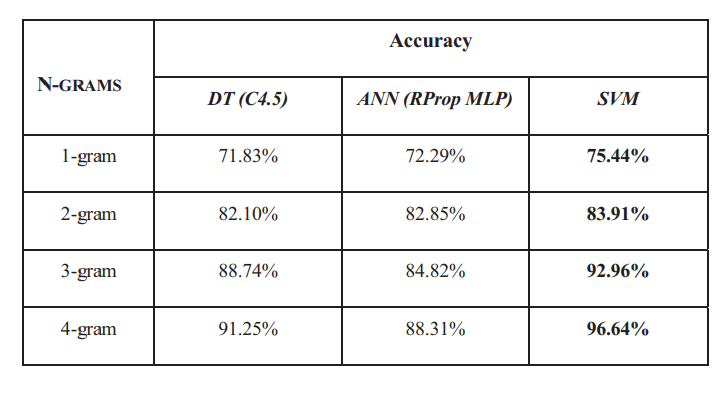 Accuracy
N-GRAMS
DT (C4.5) ANN (RProp MLP) SVM
1-gram 71.83% 72.29% 75.44%
2-gram 82.10% 82.85% 83.91%
3-gram 88.74% 84.82% 92.96%
4-gram 91.25% 88.31% 96.64%